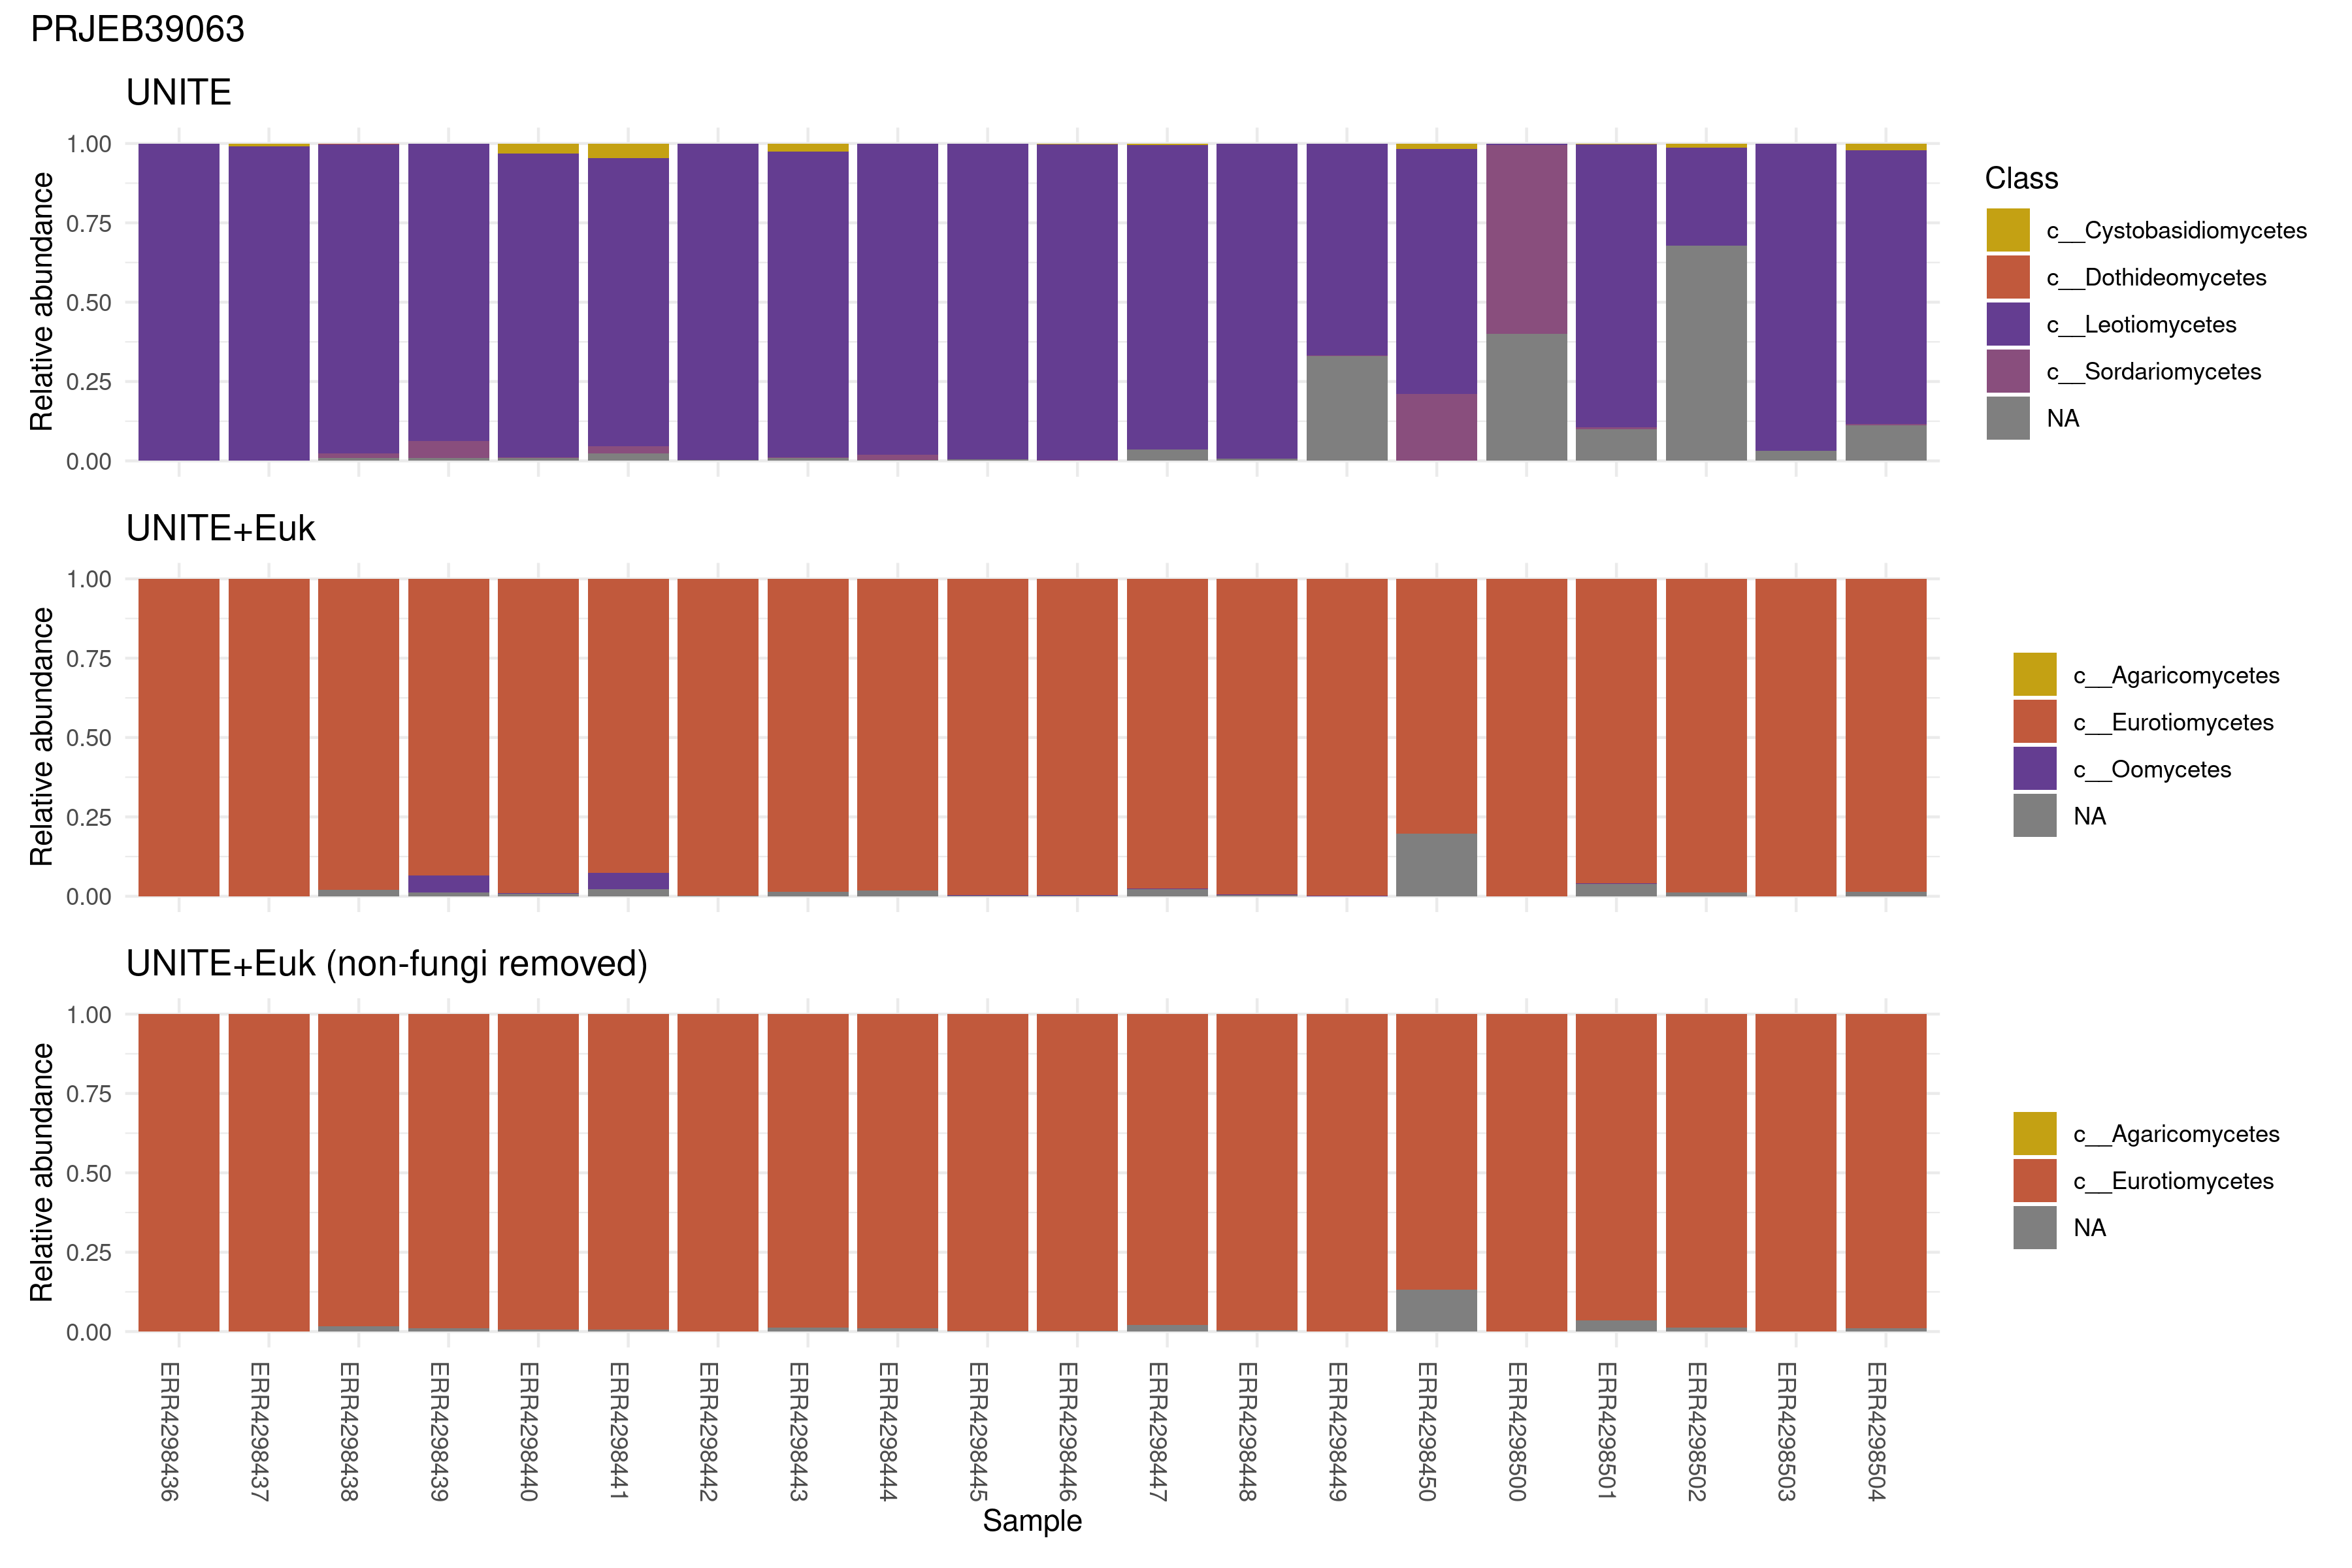 PRJEB39063
UNITE
Relative abundance
1.00
0.75
0.50
0.25
0.00
Class
c__Cystobasidiomycetes
c__Dothideomycetes
c__Leotiomycetes
c__Sordariomycetes
NA
UNITE+Euk
Relative abundance
1.00
0.75
0.50
0.25
0.00
c__Agaricomycetes
c__Eurotiomycetes
c__Oomycetes
NA
UNITE+Euk (non-fungi removed)
Relative abundance
1.00
0.75
0.50
0.25
0.00
c__Agaricomycetes
c__Eurotiomycetes
NA
ERR4298436
ERR4298437
ERR4298438
ERR4298439
ERR4298440
ERR4298441
ERR4298442
ERR4298443
ERR4298444
ERR4298445
ERR4298446
ERR4298447
ERR4298448
ERR4298449
ERR4298450
ERR4298500
ERR4298501
ERR4298502
ERR4298503
ERR4298504
Sample